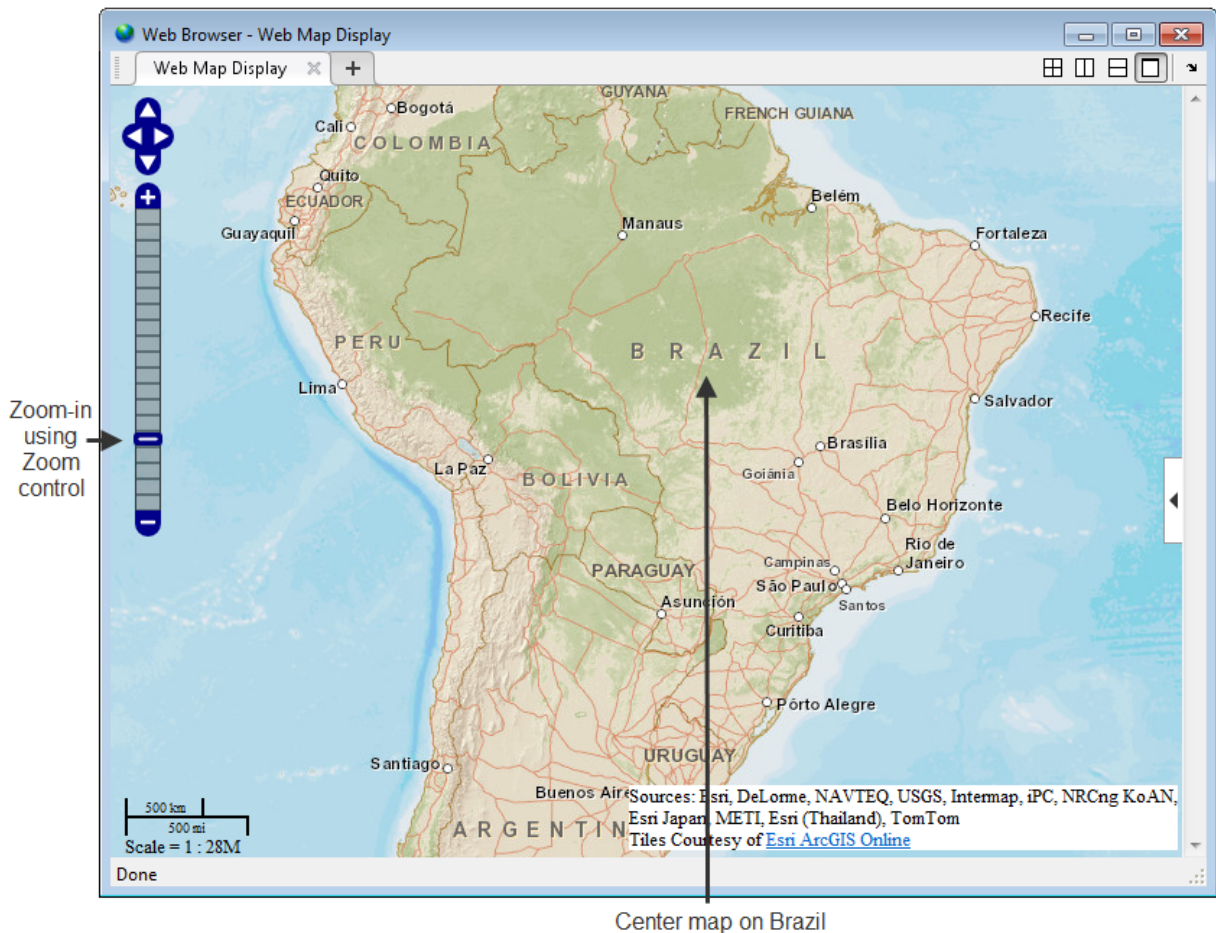 Web Browser - Web Map Display
Web Map Display
GUYANA
Bogotá
FRENCH GUIANA
Cali
COLOMBIA
Quito
Belém
ECUADOR
Manaus
Guayaquil
Fortaleza
Recife
PERU
BRAZIL
Lima
Salvador
Zoom-in
using
Zoom
control
Brasília
La Paz
Goiânia
BOLIVIA
Belo Horizonte
Rio de
Janeiro
Campinas
PARAGUAY
São Paulo
Asunción
Santos
Curitiba
Pôrto Alegre
URUGUAY
Santiago
Buenos Aire
500 km
500 mi
Scale = 1 : 28M
ARGENTIN
Sources: Esri, DeLorme, NAVTEQ, USGS, Intermap, iPC, NRCng KoAN,
Esri Japan, METI, Esri (Thailand), TomTom
Tiles Courtesy of Esri ArcGIS Online
Done
Center map on Brazil